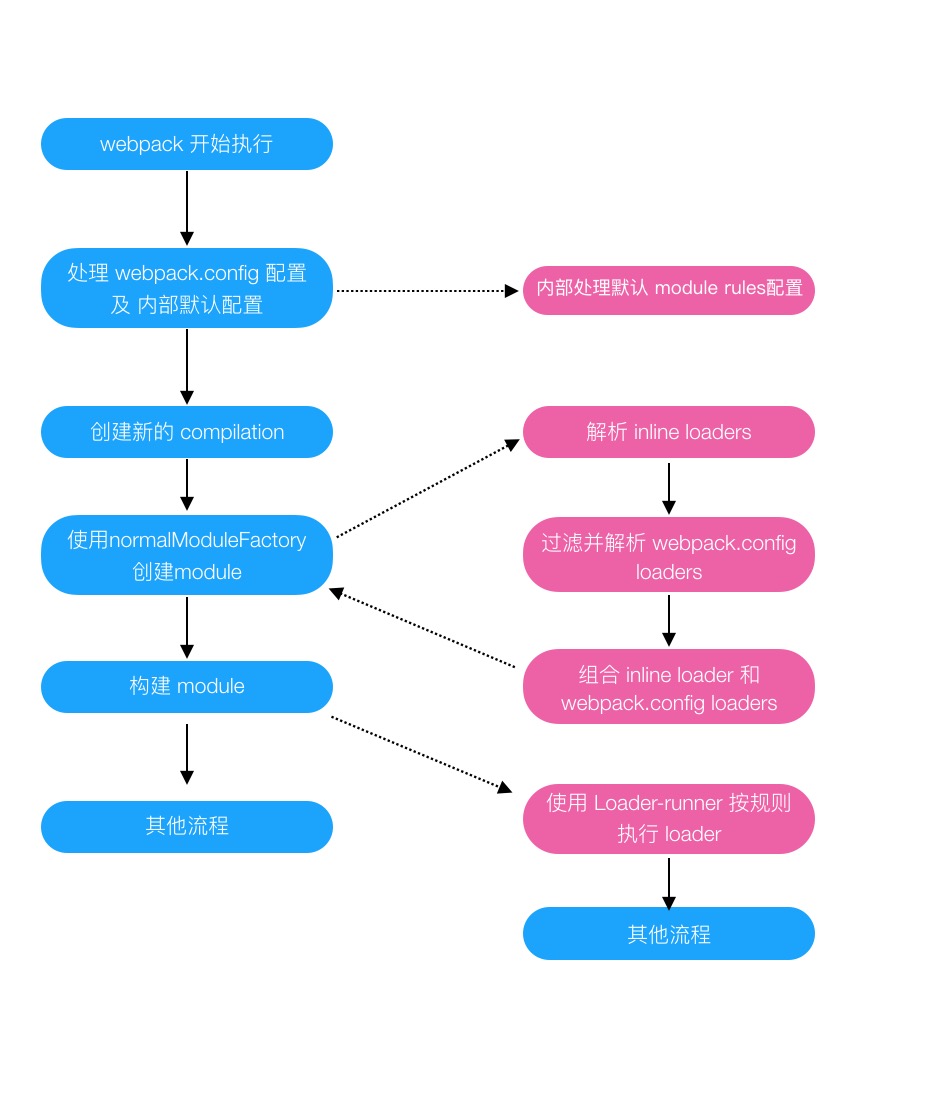 webpack 开始执行
处理 webpack.config 配置
及 内部默认配置
内部处理默认 module rules配置
创建新的 compilation
解析 inline loaders
使用normalModuleFactory
创建module
过滤并解析 webpack.config
loaders
构建 module
组合 inline loader 和
webpack.config loaders
其他流程
使用 Loader-runner 按规则
执行 loader
其他流程